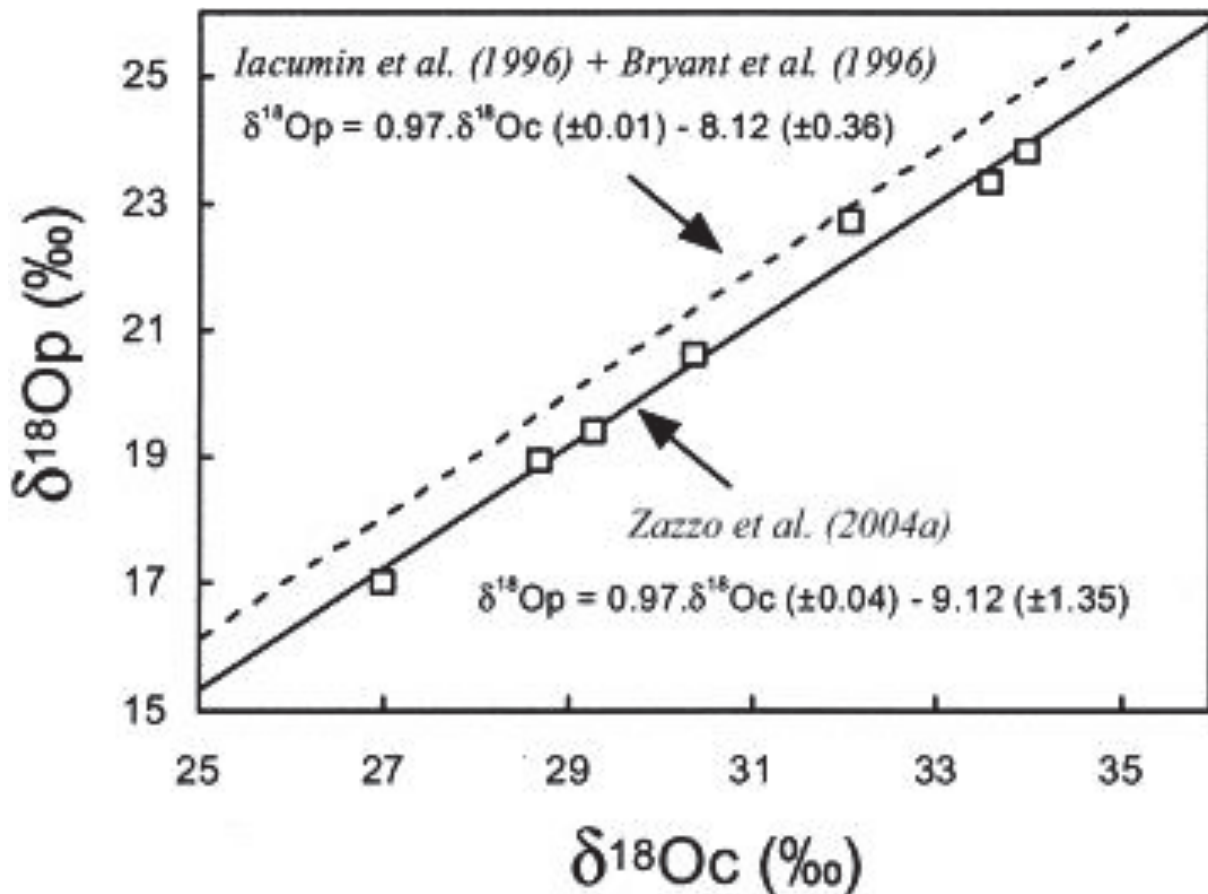 Iacumin et al. (1996) + Bryant et al. (1996)
δ¹⁸Op = 0.97.δ¹⁸Oc (±0.01) - 8.12 (±0.36)
Zazzo et al. (2004a)
δ¹⁸Op = 0.97.δ¹⁸Oc (±0.04) - 9.12 (±1.35)
δ¹⁸Op (‰)
25
23
21
19
17
15
25 27 29 31 33 35
δ¹⁸Oc (‰)